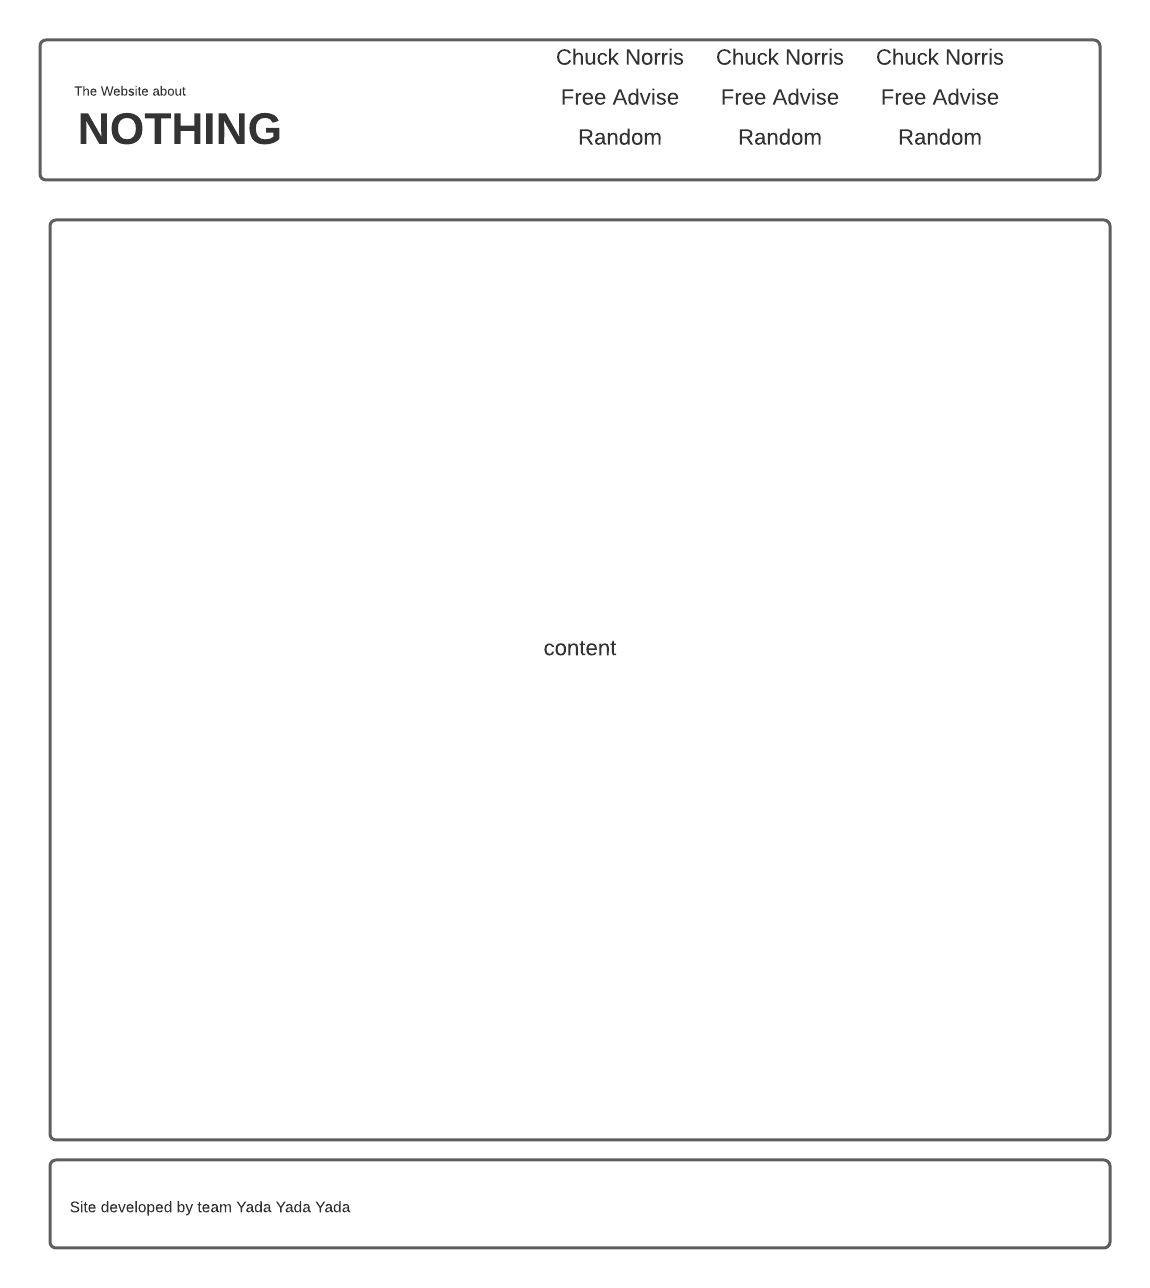 Chuck Norris Chuck Norris Chuck Norris
The Website about
Free Advise Free Advise Free Advise
NOTHING
Random Random Random
content
Site developed by team Yada Yada Yada